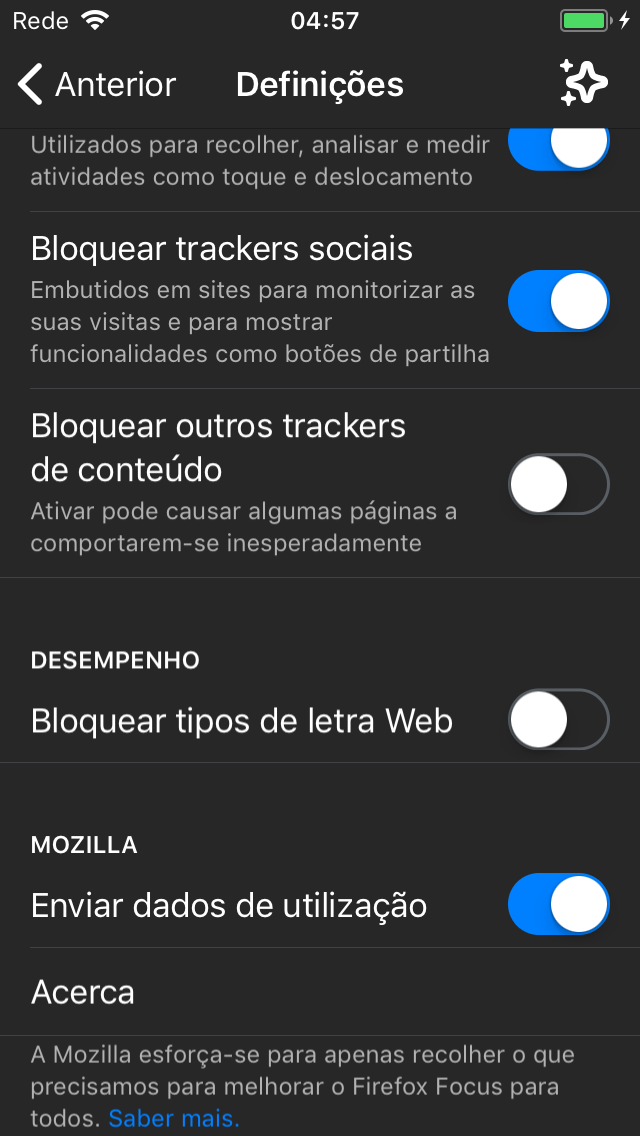 Rede 04:57
Anterior Definições
Utilizados para recolher, analisar e medir
atividades como toque e deslocamento
Bloquear trackers sociais
Embutidos em sites para monitorizar as
suas visitas e para mostrar
funcionalidades como botões de partilha
Bloquear outros trackers
de conteúdo
Ativar pode causar algumas páginas a
comportarem-se inesperadamente
DESEMPENHO
Bloquear tipos de letra Web
MOZILLA
Enviar dados de utilização
Acerca
A Mozilla esforça-se para apenas recolher o que
precisamos para melhorar o Firefox Focus para
todos. Saber mais.